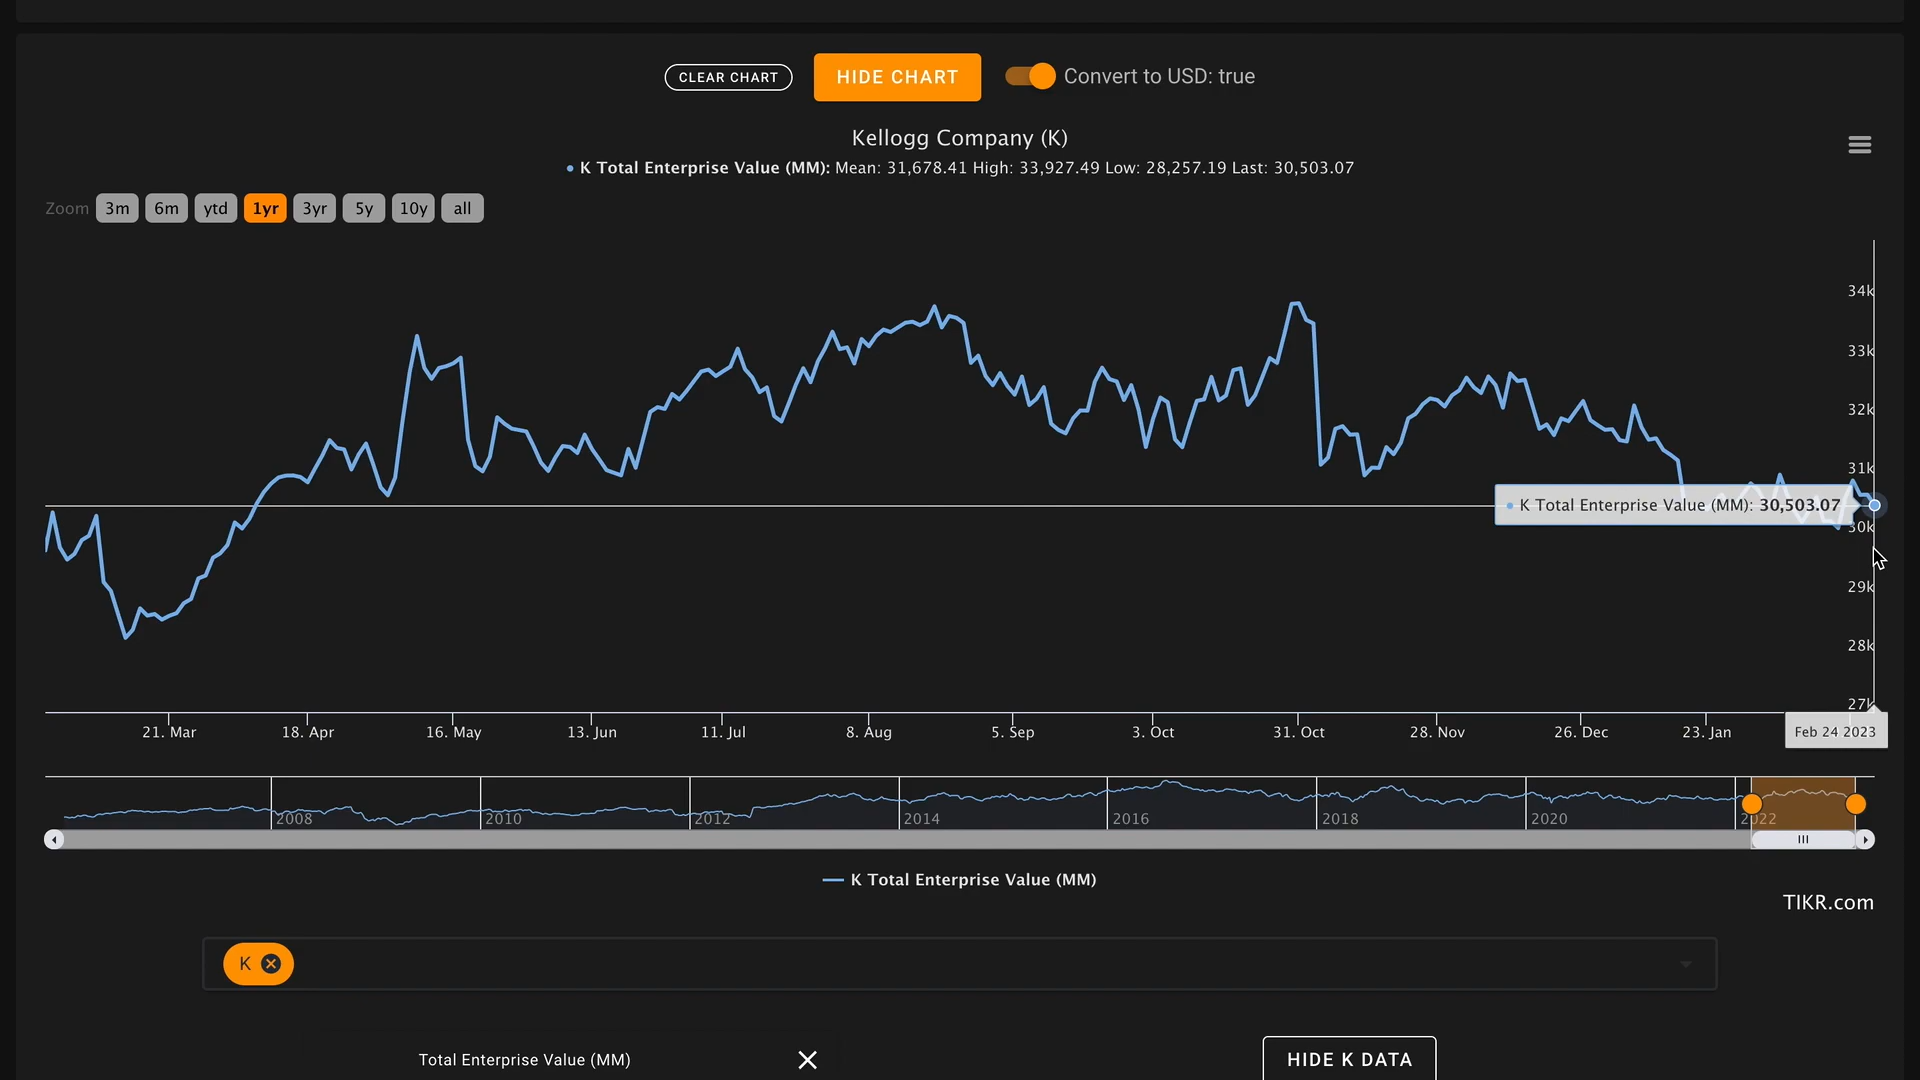 CLEAR CHART HIDE CHART Convert to USD: true
Kellogg Company (K)
K Total Enterprise Value (MM): Mean: 31,678.41 High: 33,927.49 Low: 28,257.19 Last: 30,503.07
Zoom 3m 6m ytd 1yr 3yr 5y 10y all
34k
33k
32k
31k
K Total Enterprise Value (MM): 30,503.07
30k
29k
28k
27k
21. Mar 18. Apr 16. May 13. Jun 11. Jul 8. Aug 5. Sep 3. Oct 31. Oct 28. Nov 26. Dec 23. Jan Feb 24 2023
2008 2010 2012 2014 2016 2018 2020 2022
K Total Enterprise Value (MM)
TIKR.com
K
Total Enterprise Value (MM) HIDE K DATA